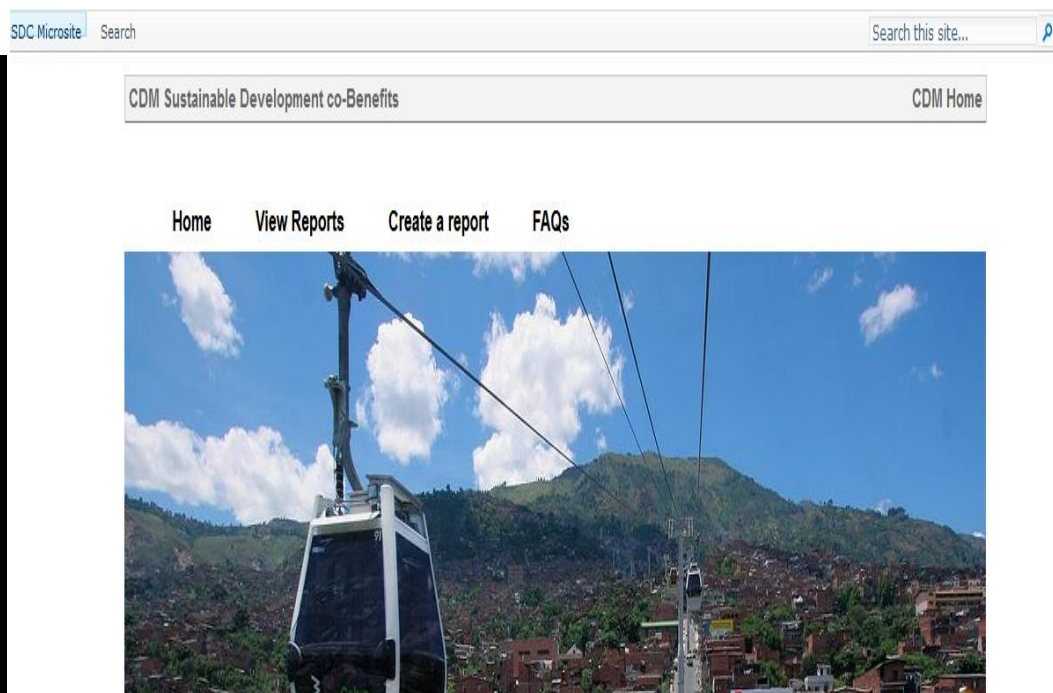 SDC Microsite Search Search this site...
CDM Sustainable Development co-Benefits CDM Home
Home View Reports Create a report FAQs